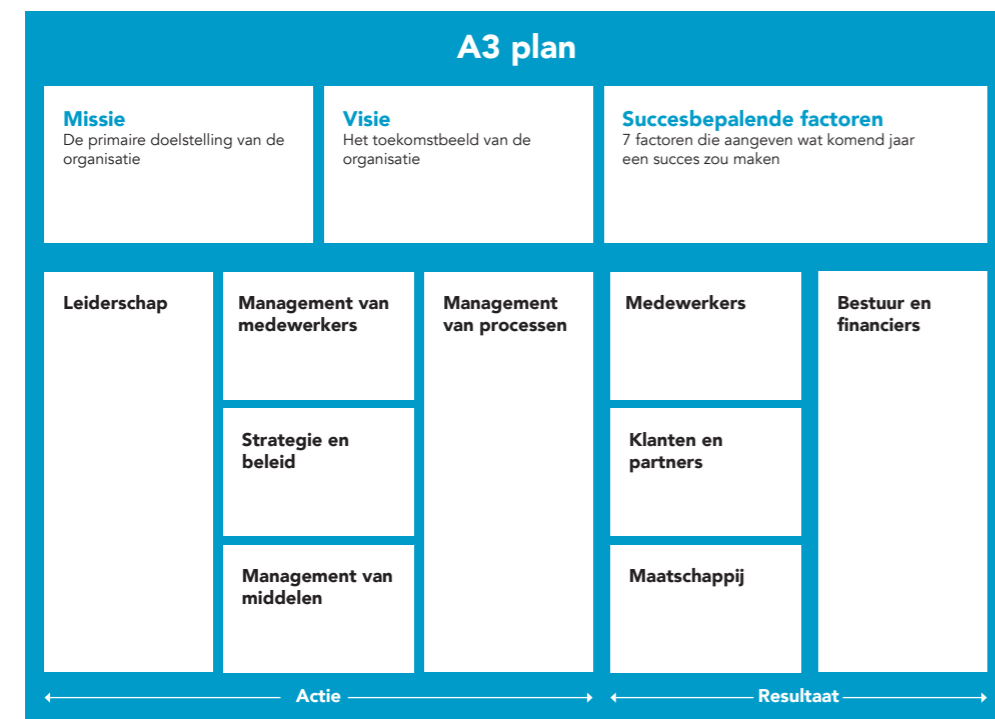 A3 plan
Missie
De primaire doelstelling van de
organisatie
Visie
Het toekomstbeeld van de
organisatie
Succesbepalende factoren
7 factoren die aangeven wat komend jaar
een succes zou maken
Leiderschap
Management van
medewerkers
Strategie en
beleid
Management van
middelen
Management
van processen
Medewerkers
Klanten en
partners
Maatschappij
Bestuur en
financiers
Actie
Resultaat